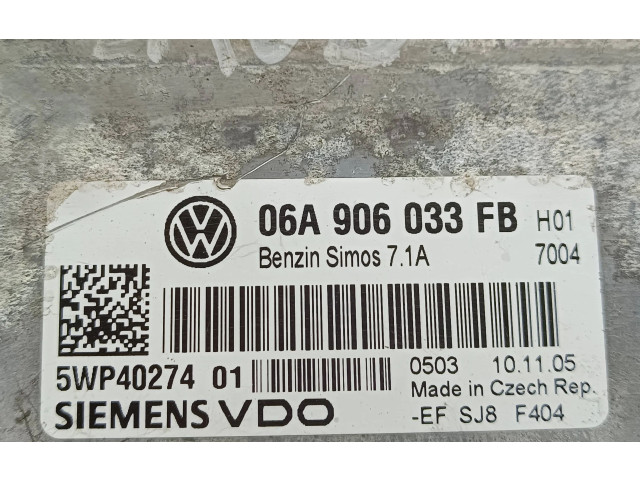 06A 906 033 FB H01
Benzin Simos 7.1A 7004
5WP40274 01 0503 10.11.05
Made in Czech Rep.
SIEMENS VDO -EF SJ8 F404